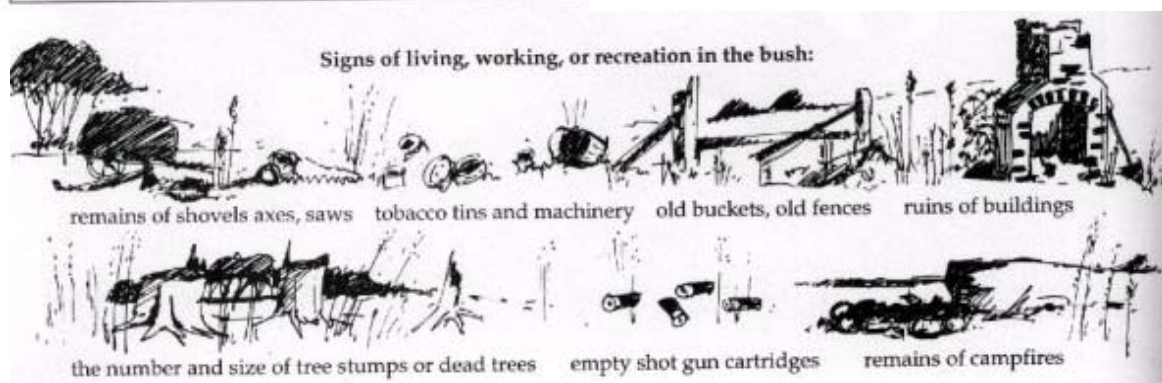 Signs of living, working, or recreation in the bush:
remains of shovels axes, saws tobacco tins and machinery old buckets, old fences ruins of buildings
the number and size of tree stumps or dead trees empty shot gun cartridges remains of campfires